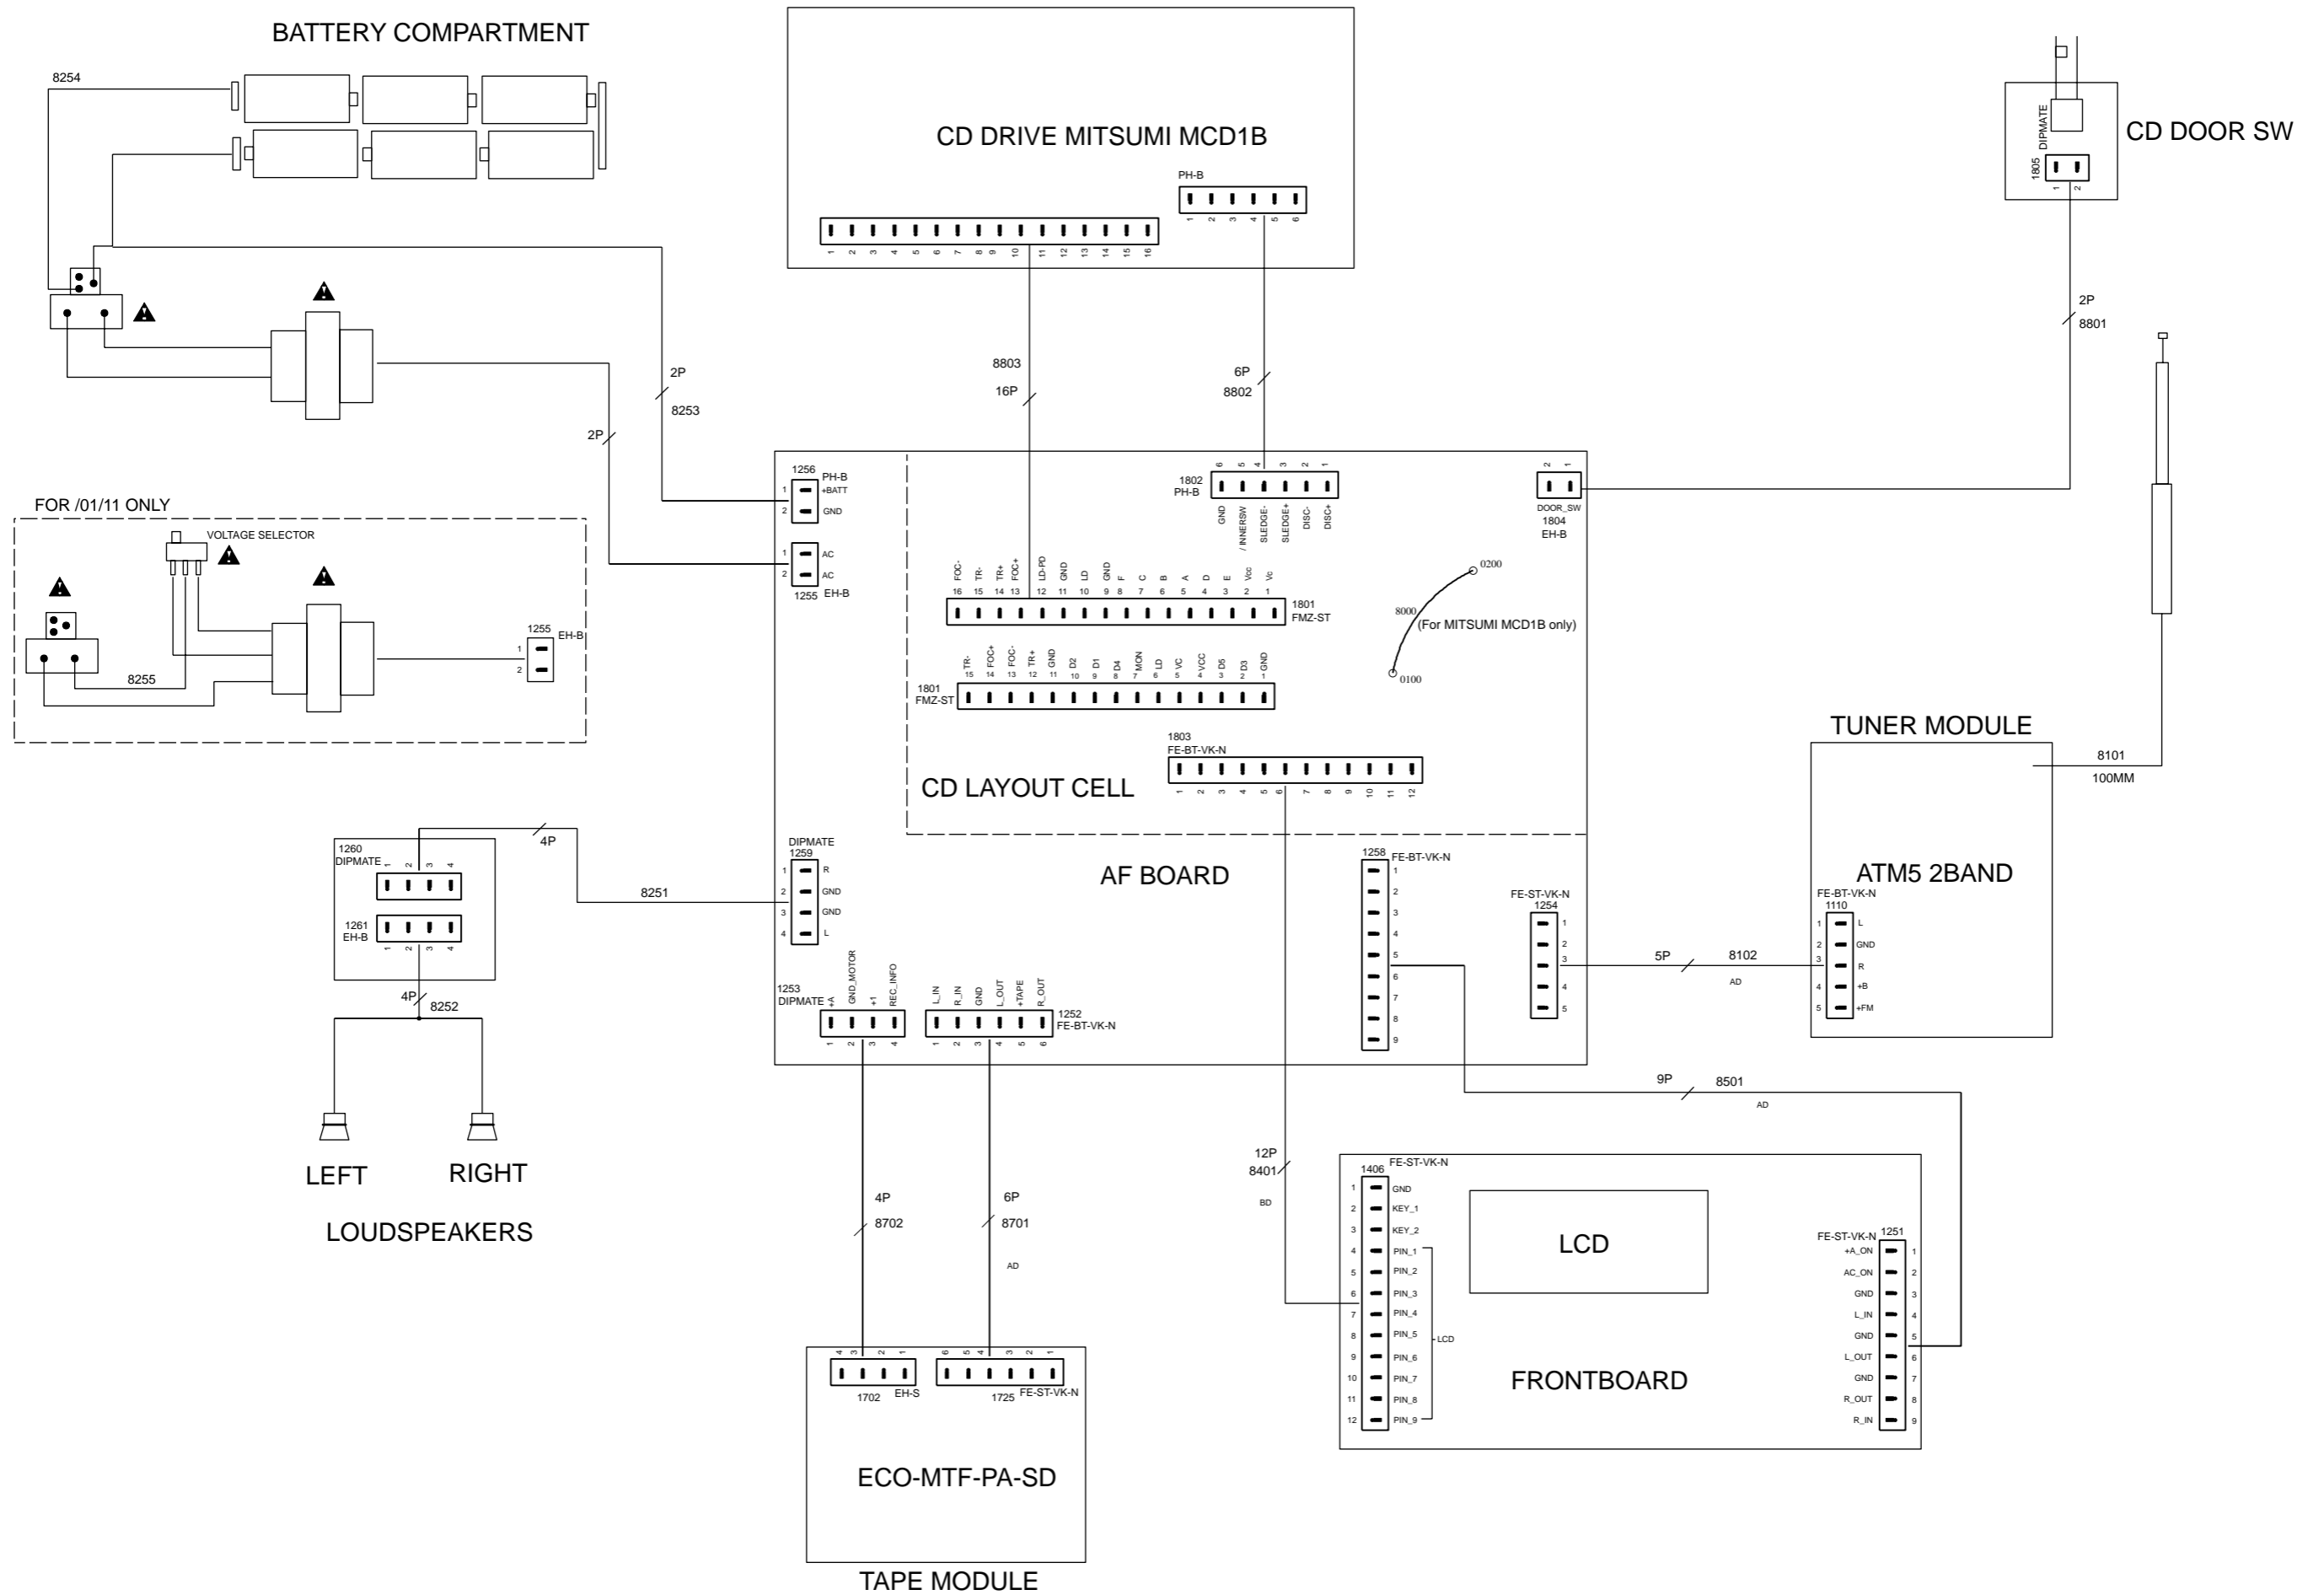 BATTERY COMPARTMENT
8254
CD DRIVE MITSUMI MCD1B
PH-B
1 2 3 4 5 6
1 2 3 4 5 6 7 8 9 10 11 12 13 14 15 16
DIPMATE
1805
1 2
CD DOOR SW
2P
8801
8803
16P
6P
8802
2P
8253
2P
FOR /01/11 ONLY
VOLTAGE SELECTOR
1255
EH-B
1
2
8255
1256
PH-B
1 +BATT
2 GND
1 AC
2 AC
1255 EH-B
1802
PH-B
6 5 4 3 2 1
GND /INNERSW SLEDGE- SLEDGE+ DISC- DISC+
2 1
DOOR_SW
1804
EH-B
FOC- TR- TR+ FOC+ LD-PD GND LD GND F C B A D E Vcc Vc
16 15 14 13 12 11 10 9 8 7 6 5 4 3 2 1
1801
FMZ-ST
0200
8000
(For MITSUMI MCD1B only)
0100
TR- FOC+ FOC- TR+ GND D2 D1 D4 MON LD VC VCC D5 D3 GND
15 14 13 12 11 10 9 8 7 6 5 4 3 2 1
1801
FMZ-ST
1803
FE-BT-VK-N
1 2 3 4 5 6 7 8 9 10 11 12
CD LAYOUT CELL
TUNER MODULE
8101
100MM
ATM5 2BAND
FE-BT-VK-N
1110
1 L
2 GND
3 R
4 +B
5 +FM
1260
DIPMATE
1 2 3 4
1261
EH-B
1 2 3 4
4P
8251
4P
8252
LEFT
RIGHT
LOUDSPEAKERS
DIPMATE
1259
1 R
2 GND
3 GND
4 L
AF BOARD
1258 FE-BT-VK-N
1
2
3
4
5
6
7
8
9
FE-ST-VK-N
1254
1
2
3
4
5
5P
8102
AD
1253
DIPMATE
+A GND_MOTOR +1 REC_INFO
1 2 3 4
L_IN R_IN GND L_OUT +TAPE R_OUT
1 2 3 4 5 6
1252
FE-BT-VK-N
9P
8501
AD
12P
8401
BD
4P
8702
6P
8701
AD
1406 FE-ST-VK-N
1 GND
2 KEY_1
3 KEY_2
4 PIN_1
5 PIN_2
6 PIN_3
7 PIN_4
8 PIN_5
9 PIN_6
10 PIN_7
11 PIN_8
12 PIN_9
LCD
LCD
FRONTBOARD
FE-ST-VK-N 1251
+A_ON 1
AC_ON 2
GND 3
L_IN 4
GND 5
L_OUT 6
GND 7
R_OUT 8
R_IN 9
4 3 2 1
1702 EH-S
6 5 4 3 2 1
1725 FE-ST-VK-N
ECO-MTF-PA-SD
TAPE MODULE